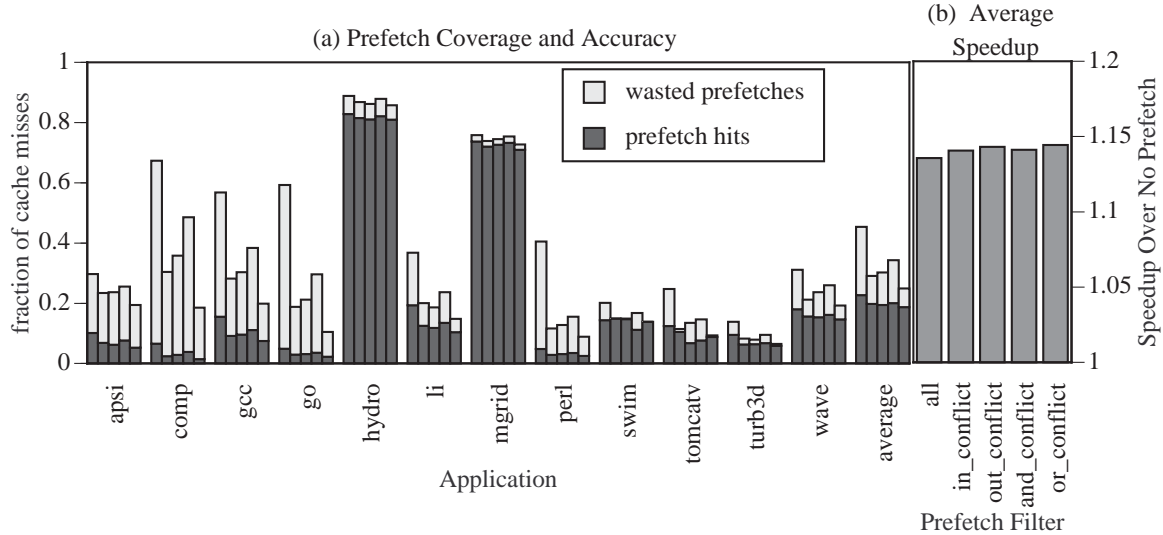 (a) Prefetch Coverage and Accuracy
fraction of cache misses
1
0.8
0.6
0.4
0.2
0
wasted prefetches
prefetch hits
apsi
comp
gcc
go
hydro
li
mgrid
perl
swim
tomcatv
turb3d
wave
average
Application
(b) Average
Speedup
1.2
1.15
1.1
1.05
1
Speedup Over No Prefetch
all
in_conflict
out_conflict
and_conflict
or_conflict
Prefetch Filter